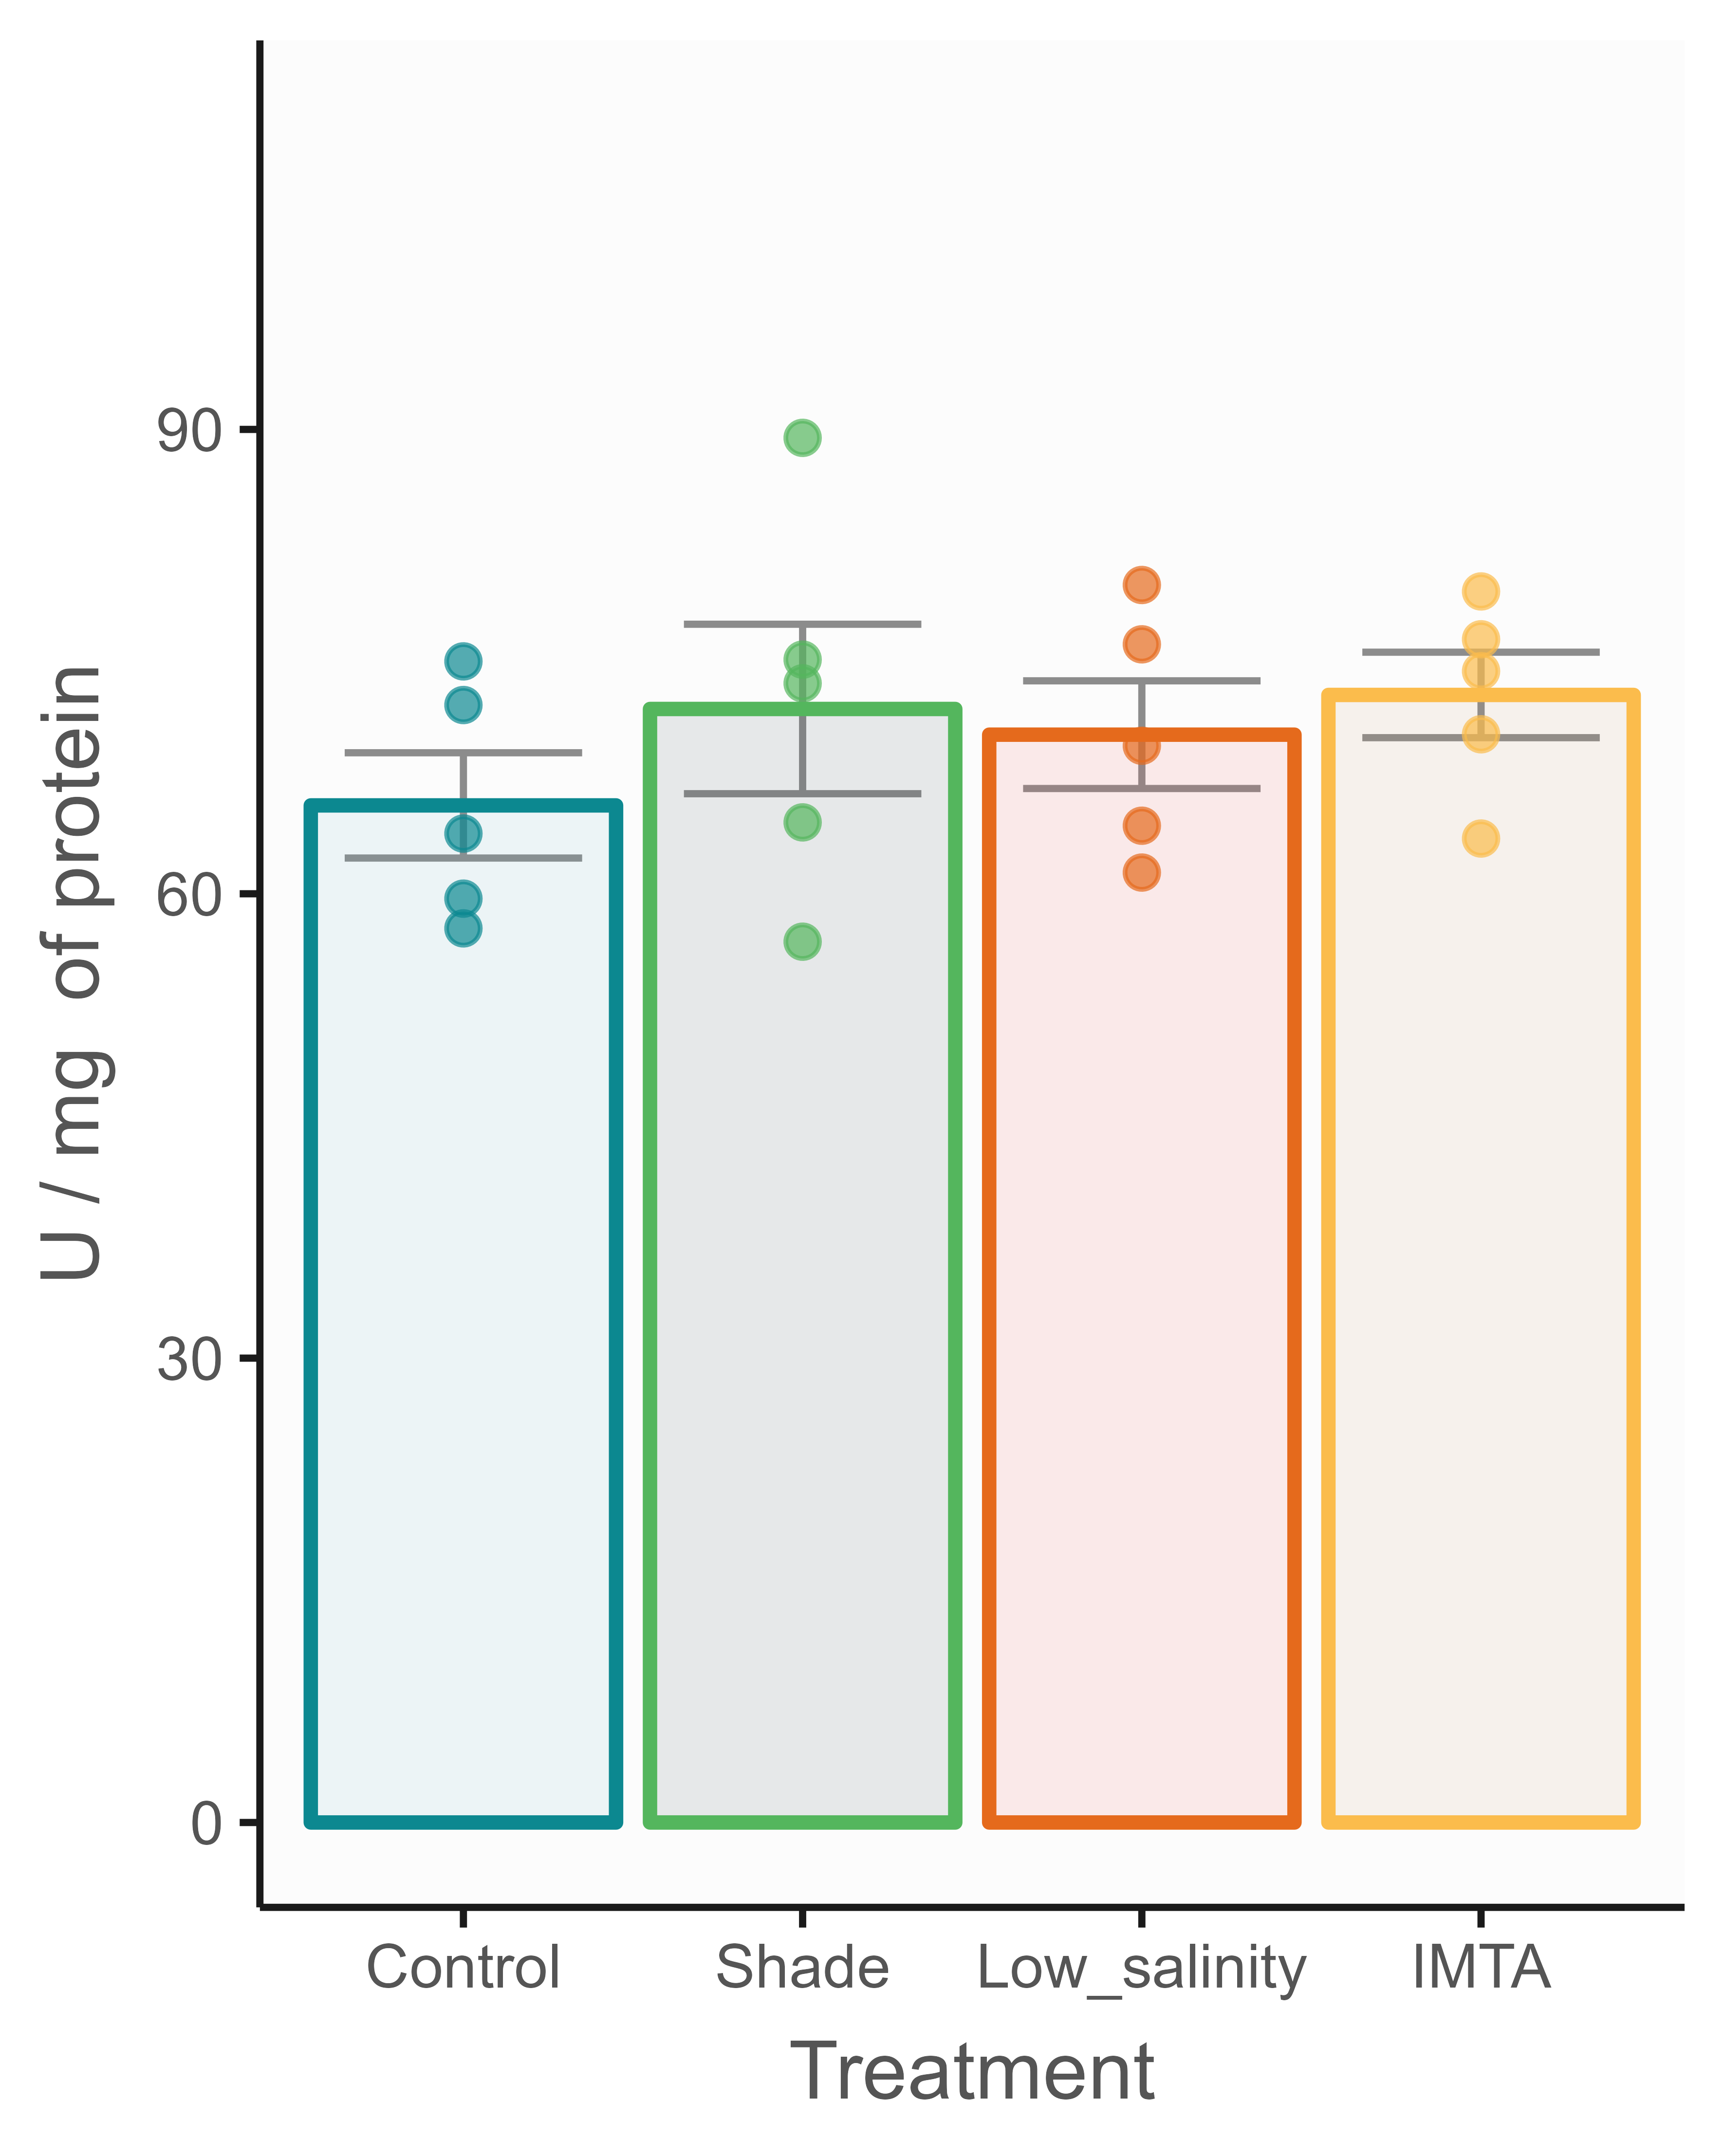 U / mg of protein
90
60
30
0
Control Shade Low_salinity IMTA
Treatment